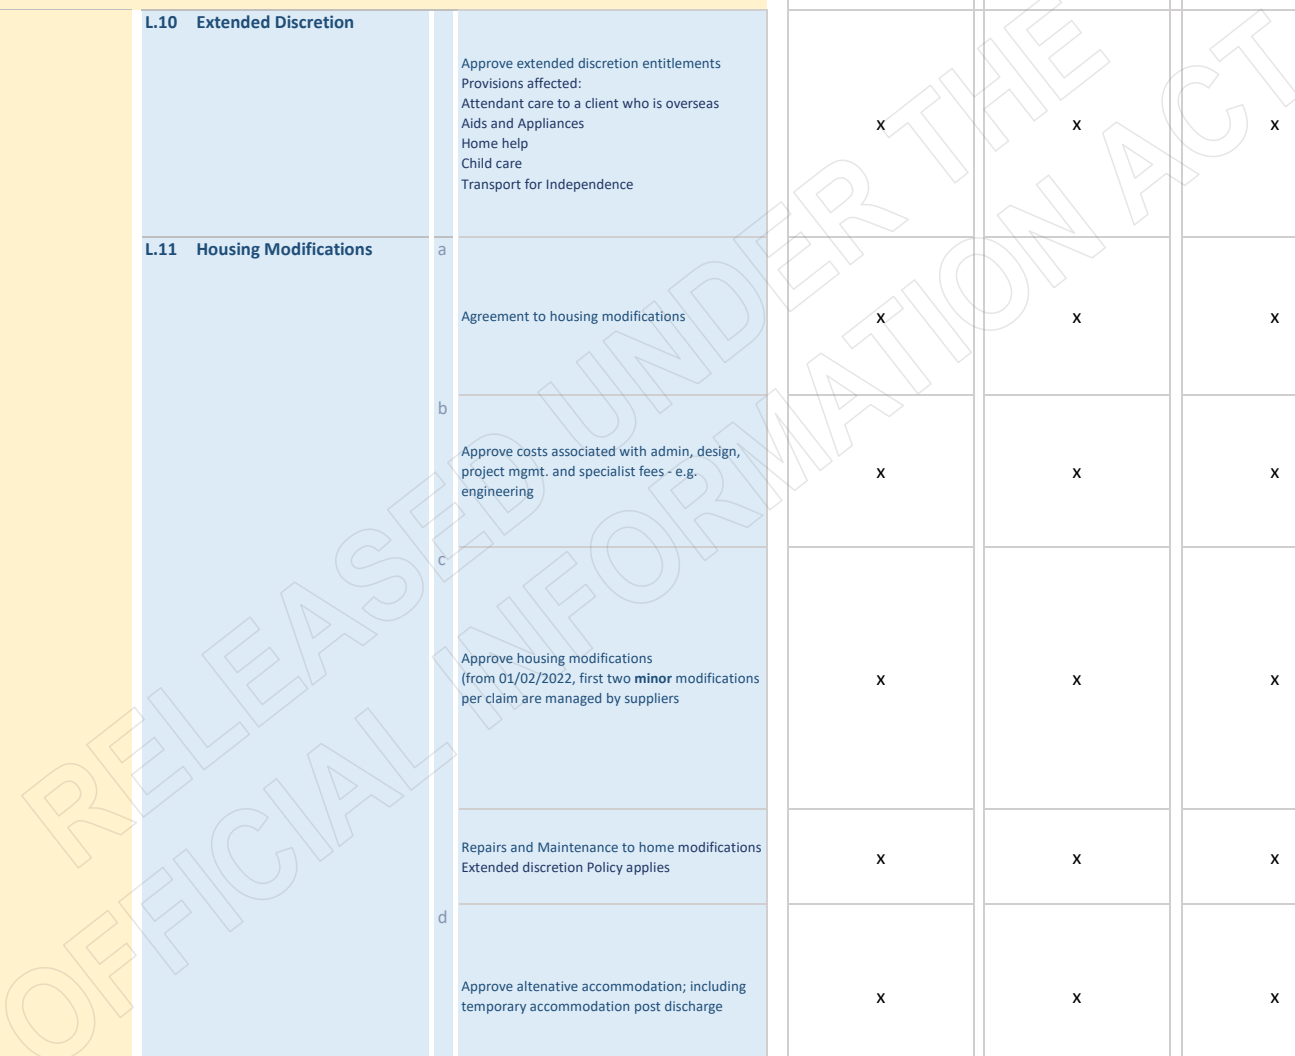 L.10 Extended Discretion
Approve extended discretion entitlements
Provisions affected:
Attendant care to a client who is overseas
Aids and Appliances
Home help
Child care
Transport for Independence
X X X
L.11 Housing Modifications
a
Agreement to housing modifications
X X X
b
Approve costs associated with admin, design,
project mgmt. and specialist fees - e.g.
engineering
X X X
c
Approve housing modifications
(from 01/02/2022, first two minor modifications
per claim are managed by suppliers
X X X
Repairs and Maintenance to home modifications
Extended discretion Policy applies
X X X
d
Approve altenative accommodation; including
temporary accommodation post discharge
X X X
RELEASED UNDER THE
OFFICIAL INFORMATION ACT